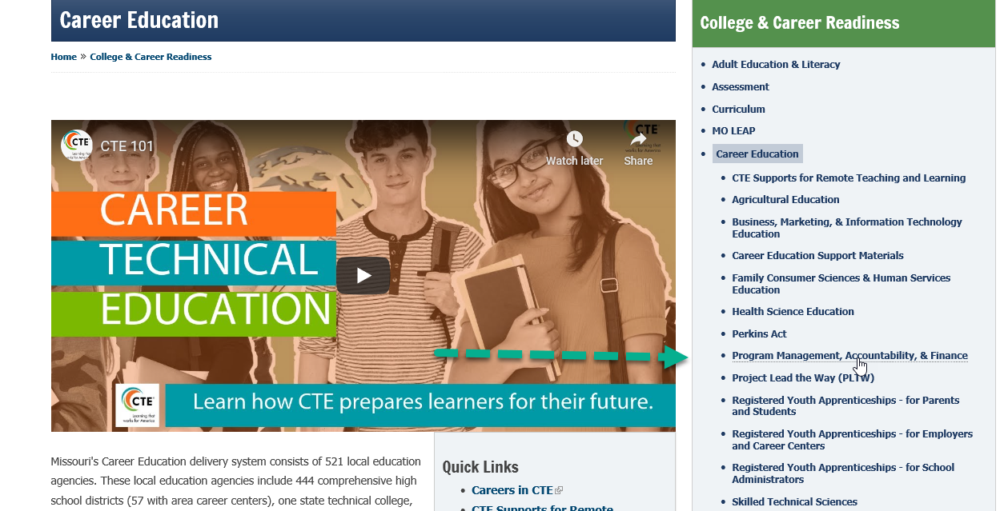 Career Education
Home » College & Career Readiness
CTE
CTE 101
Watch later
Share
CTE
Learning that
works for America
CAREER
TECHNICAL
EDUCATION
CTE
Learning that
works for America
Learn how CTE prepares learners for their future.
Missouri's Career Education delivery system consists of 521 local education
agencies. These local education agencies include 444 comprehensive high
school districts (57 with area career centers), one state technical college,
Quick Links
• Careers in CTE
• CTE Supports for Remote
College & Career Readiness
• Adult Education & Literacy
• Assessment
• Curriculum
• MO LEAP
• Career Education
• CTE Supports for Remote Teaching and Learning
• Agricultural Education
• Business, Marketing, & Information Technology
Education
• Career Education Support Materials
• Family Consumer Sciences & Human Services
Education
• Health Science Education
• Perkins Act
• Program Management, Accountability, & Finance
• Project Lead the Way (PLTW)
• Registered Youth Apprenticeships - for Parents
and Students
• Registered Youth Apprenticeships - for Employers
and Career Centers
• Registered Youth Apprenticeships - for School
Administrators
• Skilled Technical Sciences